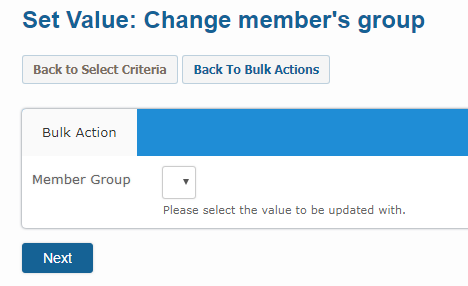 Set Value: Change member's group
Back to Select Criteria Back To Bulk Actions
Bulk Action
Member Group
Please select the value to be updated with.
Next